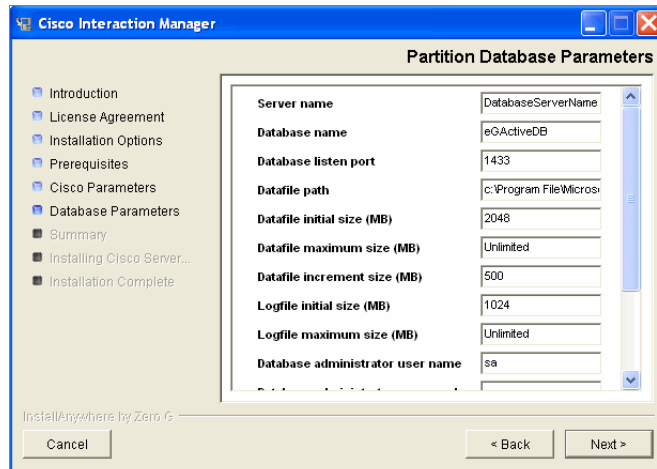 Cisco Interaction Manager
Partition Database Parameters
Introduction
License Agreement
Installation Options
Prerequisites
Cisco Parameters
Database Parameters
Summary
Installing Cisco Server...
Installation Complete
Server name DatabaseServerName
Database name eGActiveDB
Database listen port 1433
Datafile path c:\Program File\Micros
Datafile initial size (MB) 2048
Datafile maximum size (MB) Unlimited
Datafile increment size (MB) 500
Logfile initial size (MB) 1024
Logfile maximum size (MB) Unlimited
Database administrator user name sa
InstallAnywhere by Zero G
Cancel
< Back
Next >